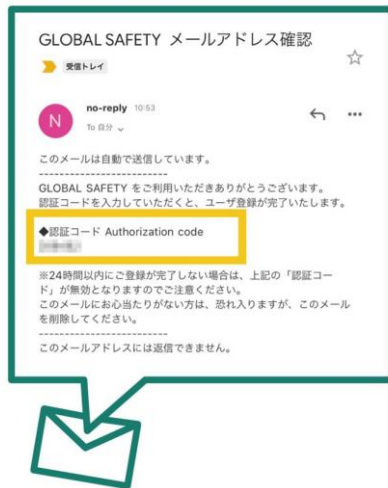 GLOBAL SAFETY メールアドレス確認
受信トレイ
N
no-reply 10:53
To 自分
このメールは自動で送信しています。
------------------------
GLOBAL SAFETY をご利用いただきありがとうございます。
認証コードを入力していただくと、ユーザ登録が完了いたします。
◆認証コード Authorization code
※24時間以内にご登録が完了しない場合は、上記の「認証コー
ド」が無効となりますのでご注意ください。
このメールにお心当たりがない方は、恐れ入りますが、このメール
を削除してください。
------------------------
このメールアドレスには返信できません。